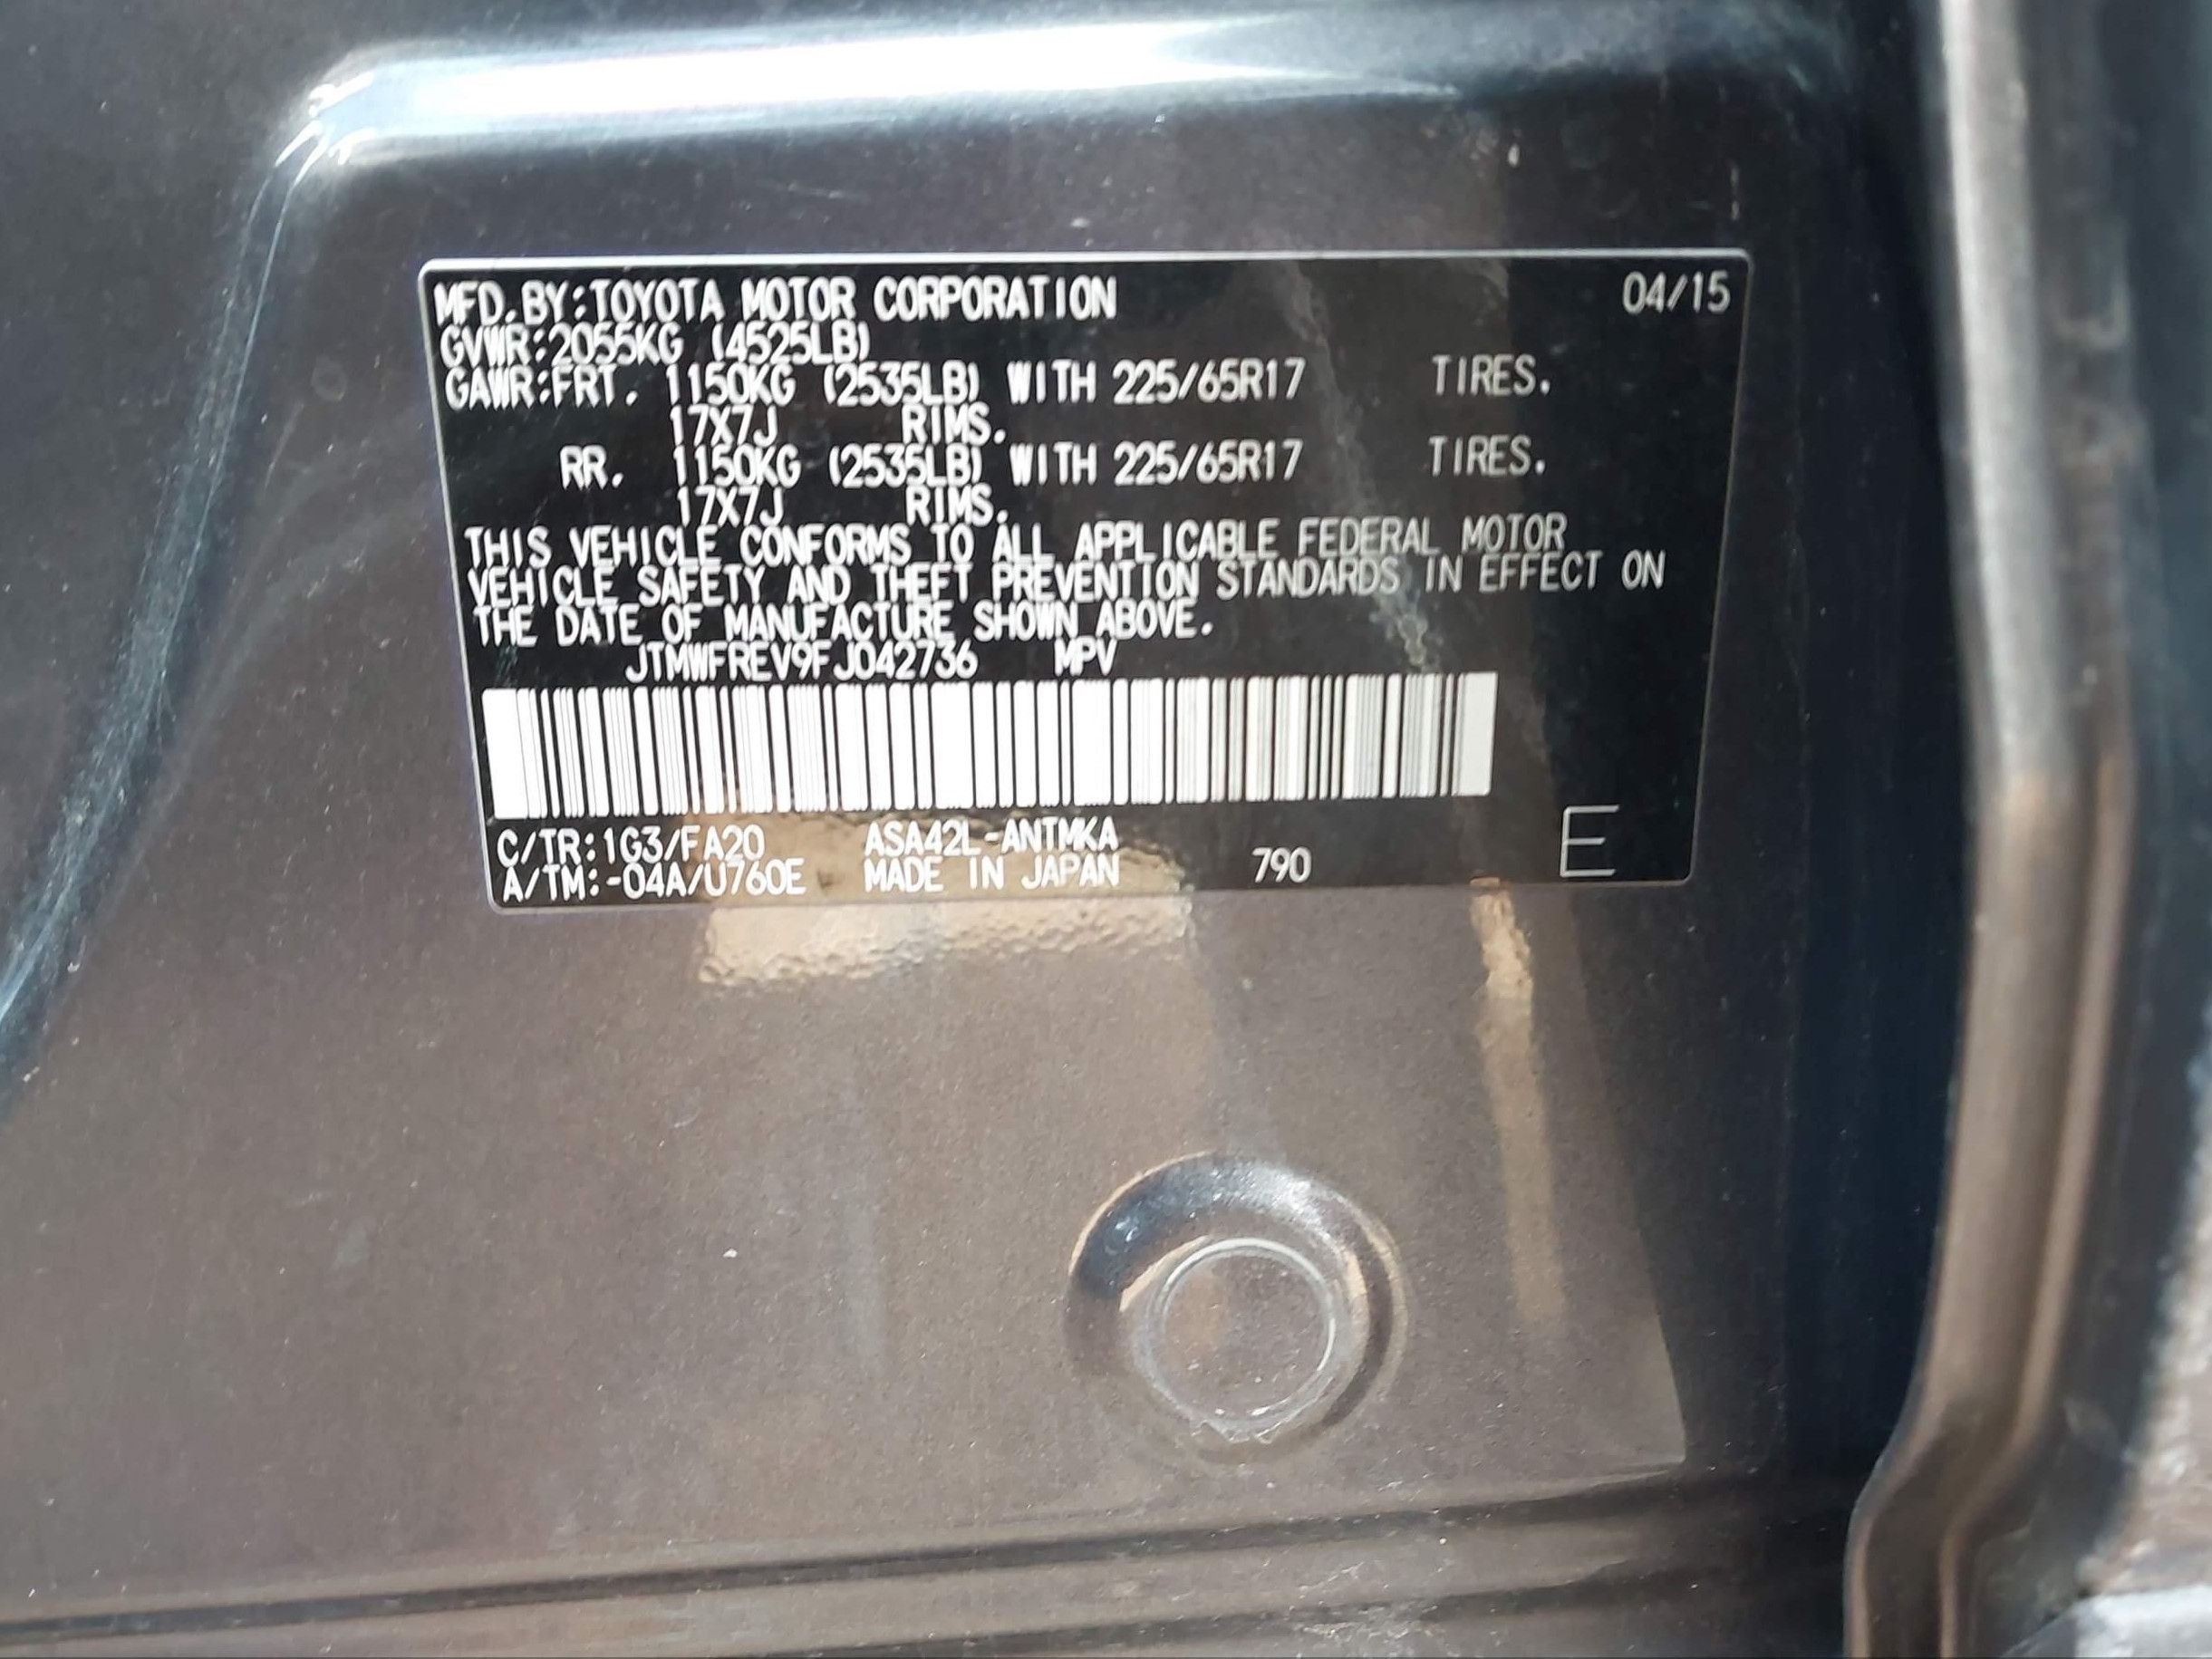 MFD.BY:TOYOTA MOTOR CORPORATION 04/15
GVWR:2055KG (4525LB)
GAWR:FRT. 1150KG (2535LB) WITH 225/65R17 TIRES.
17X7J RIMS.
RR. 1150KG (2535LB) WITH 225/65R17 TIRES.
17X7J RIMS.
THIS VEHICLE CONFORMS TO ALL APPLICABLE FEDERAL MOTOR
VEHICLE SAFETY AND THEFT PREVENTION STANDARDS IN EFFECT ON
THE DATE OF MANUFACTURE SHOWN ABOVE.
JTMWFREV9FJ042736 MPV
C/TR:1G3/FA20 ASA42L-ANTMKA
A/TM:-04A/U760E MADE IN JAPAN 790 E